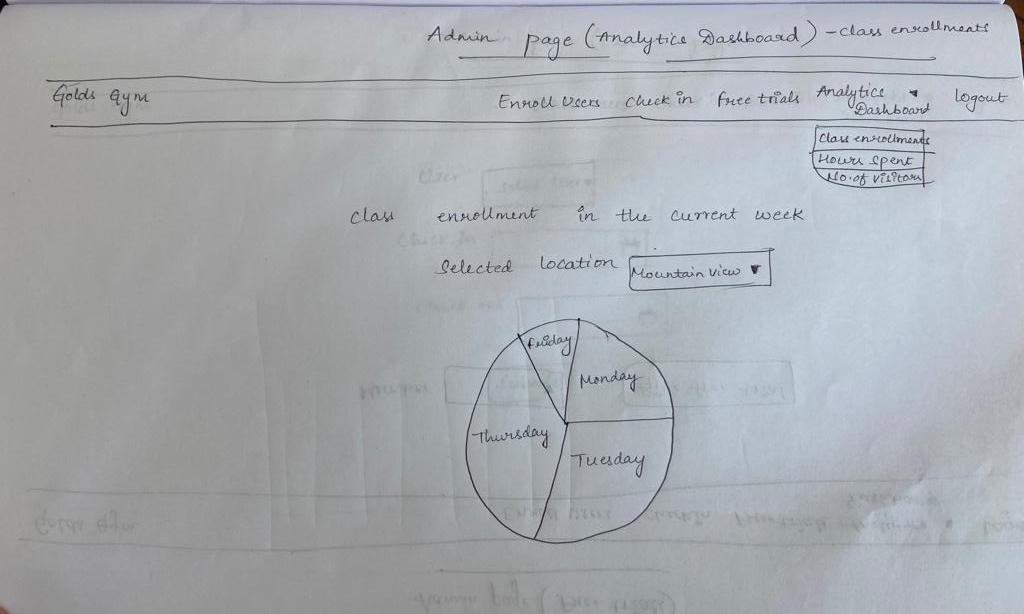 Admin page (Analytics Dashboard) - class enrollments
Golds Gym Enroll Users Check in Free trials Analytics Dashboard logout
Class enrollments
Hours spent
No. of visitors
Class enrollment in the current week
Selected location Mountain view
Friday
Monday
Thursday
Tuesday